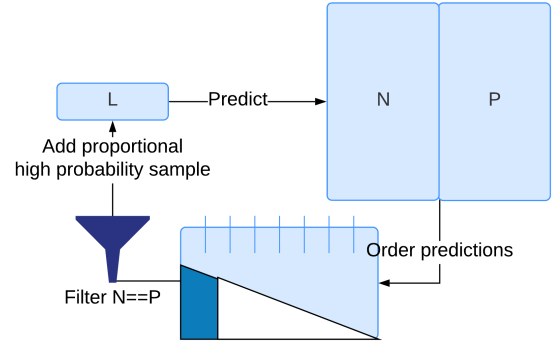 L
Predict
N
P
Add proportional
high probability sample
Order predictions
Filter N==P